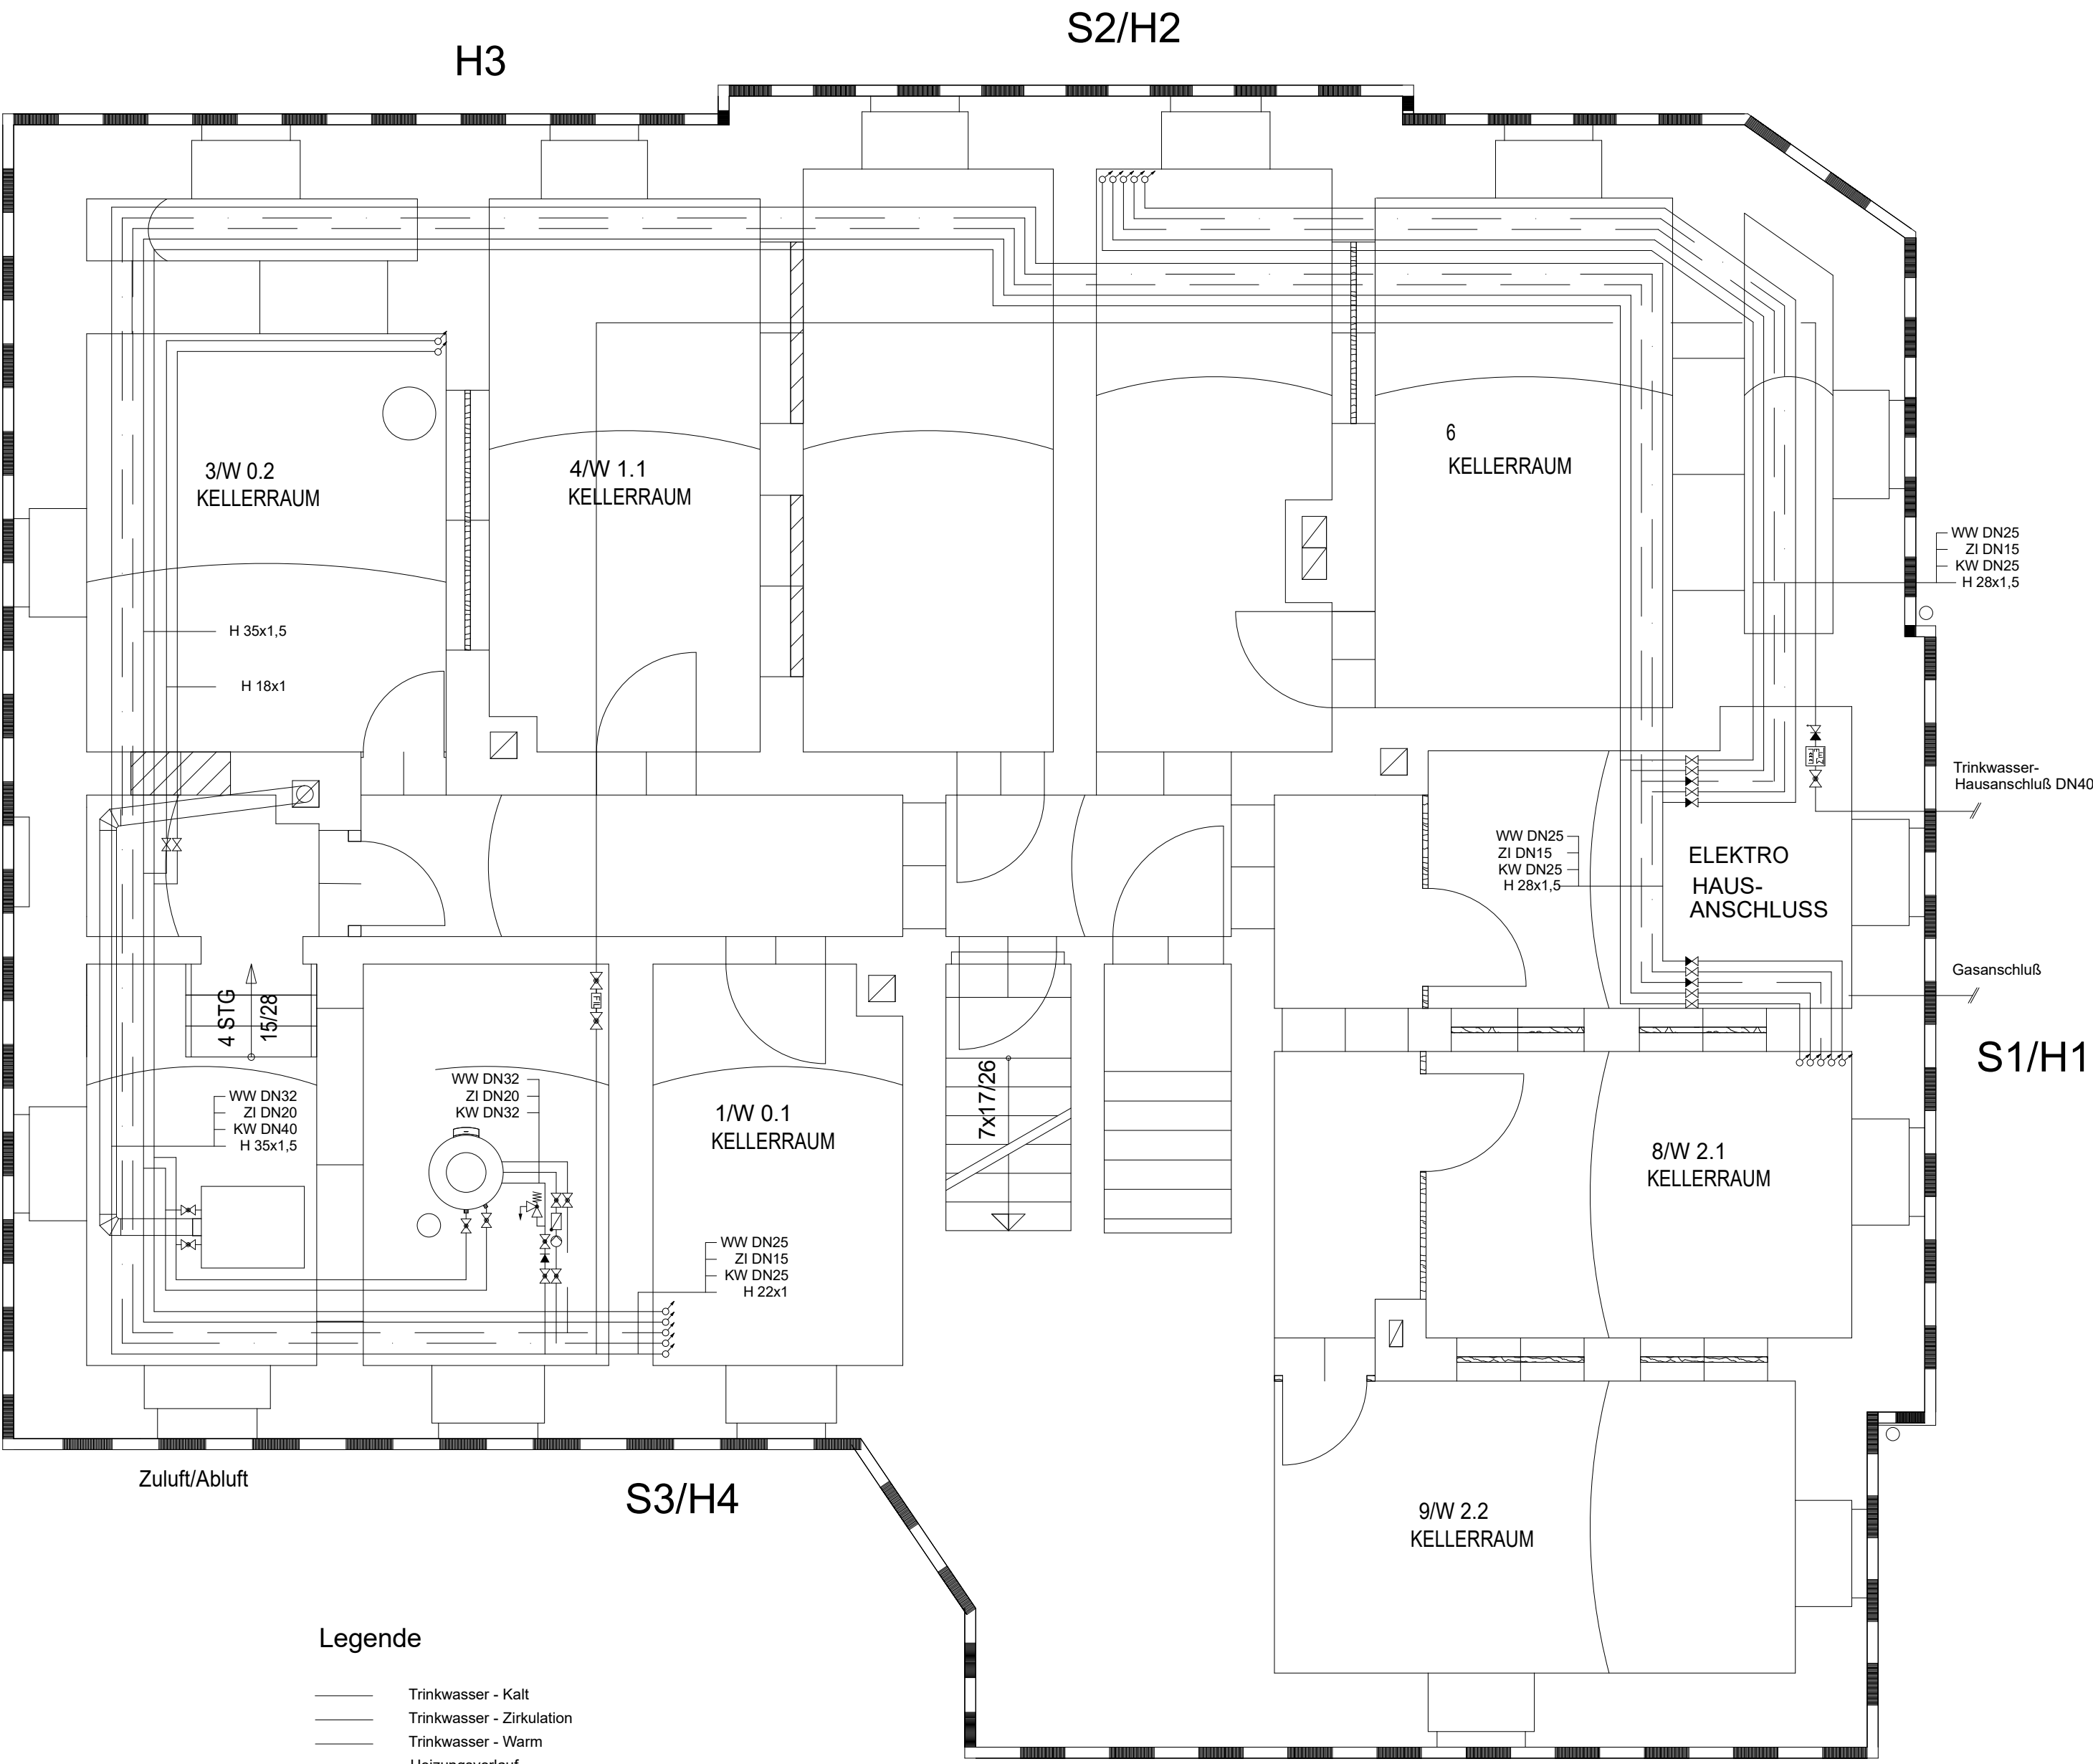 S2/H2
H3
3/W 0.2
KELLERRAUM
4/W 1.1
KELLERRAUM
6
KELLERRAUM
WW DN25
ZI DN15
KW DN25
H 28x1,5
H 35x1,5
H 18x1
Trinkwasser-
Hausanschluß DN40
WW DN25
ZI DN15
KW DN25
H 28x1,5
ELEKTRO
HAUS-
ANSCHLUSS
Gasanschluß
4 STG
15/28
FIL
S1/H1
WW DN32
ZI DN20
KW DN40
H 35x1,5
WW DN32
ZI DN20
KW DN32
1/W 0.1
KELLERRAUM
7x17/26
8/W 2.1
KELLERRAUM
WW DN25
ZI DN15
KW DN25
H 22x1
Zuluft/Abluft
S3/H4
9/W 2.2
KELLERRAUM
Legende
Trinkwasser - Kalt
Trinkwasser - Zirkulation
Trinkwasser - Warm